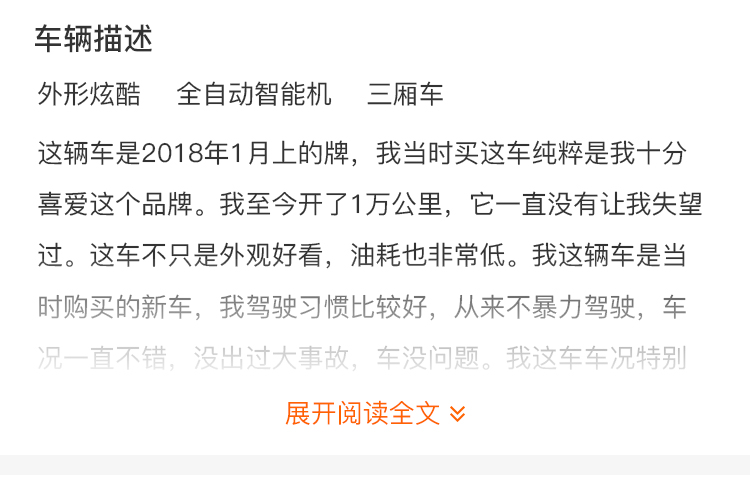 车辆描述
外形炫酷 全自动智能机 三厢车
这辆车是2018年1月上的牌，我当时买这车纯粹是我十分
喜爱这个品牌。我至今开了1万公里，它一直没有让我失望
过。这车不只是外观好看，油耗也非常低。我这辆车是当
时购买的新车，我驾驶习惯比较好，从来不暴力驾驶，车
况一直不错，没出过大事故，车没问题。我这车车况特别
展开阅读全文